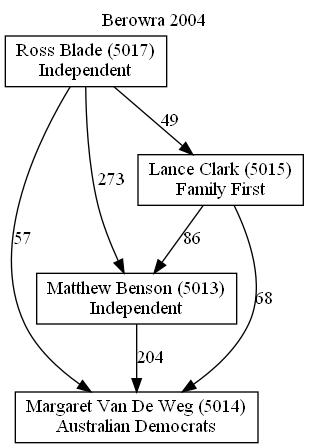 Berowra 2004
Ross Blade (5017)
Independent
49
Lance Clark (5015)
Family First
273
57
86
68
Matthew Benson (5013)
Independent
204
Margaret Van De Weg (5014)
Australian Democrats